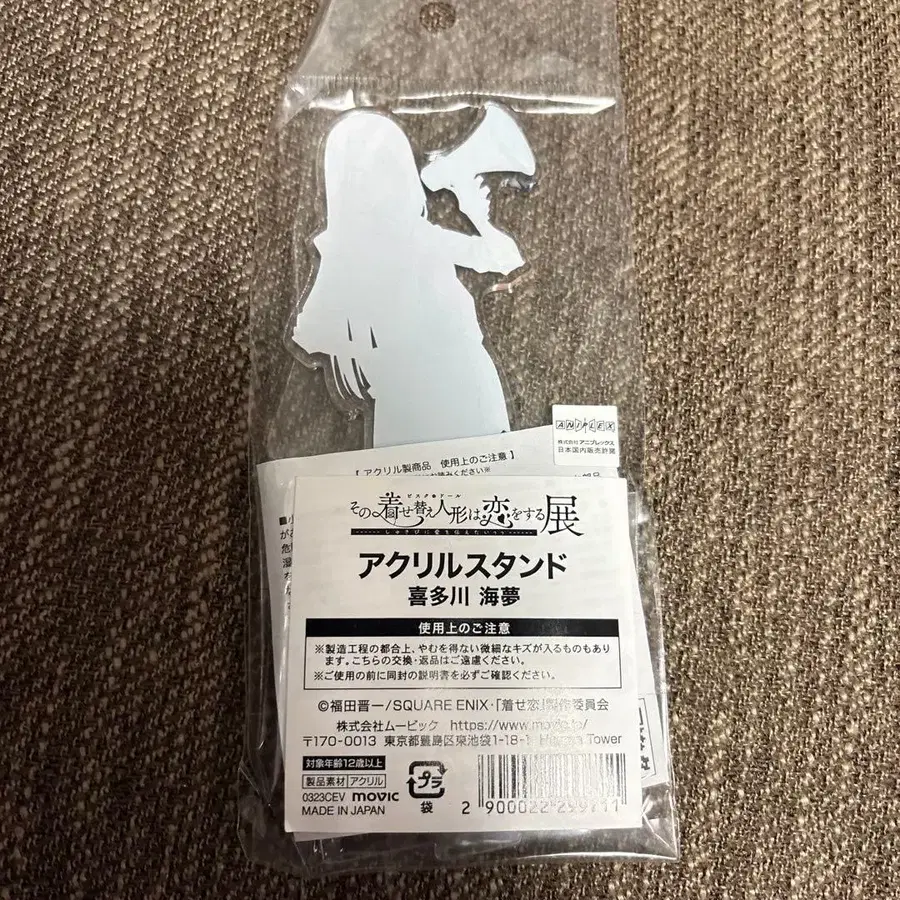 ANIPLEX
株式会社アニプレックス
日本国内販売許諾
【 アクリル製商品 使用上のご注意 】
ビスク・ドール
その着せ替え人形は恋をする展
アクリルスタンド
喜多川 海夢
使用上のご注意
※製造工程の都合上、やむを得ない微細なキズが入るものもあり
ます。こちらの交換・返品はご遠慮ください。
※ご使用の前に同封の説明書を必ずご確認ください。
©福田晋一/SQUARE ENIX・「着せ恋」製作委員会
株式会社ムービック https://www.movic.jp/
〒170-0013 東京都豊島区東池袋1-18-1 Tower
対象年齢12歳以上
製品素材 アクリル
0323CEV movic
MADE IN JAPAN
プラ
袋